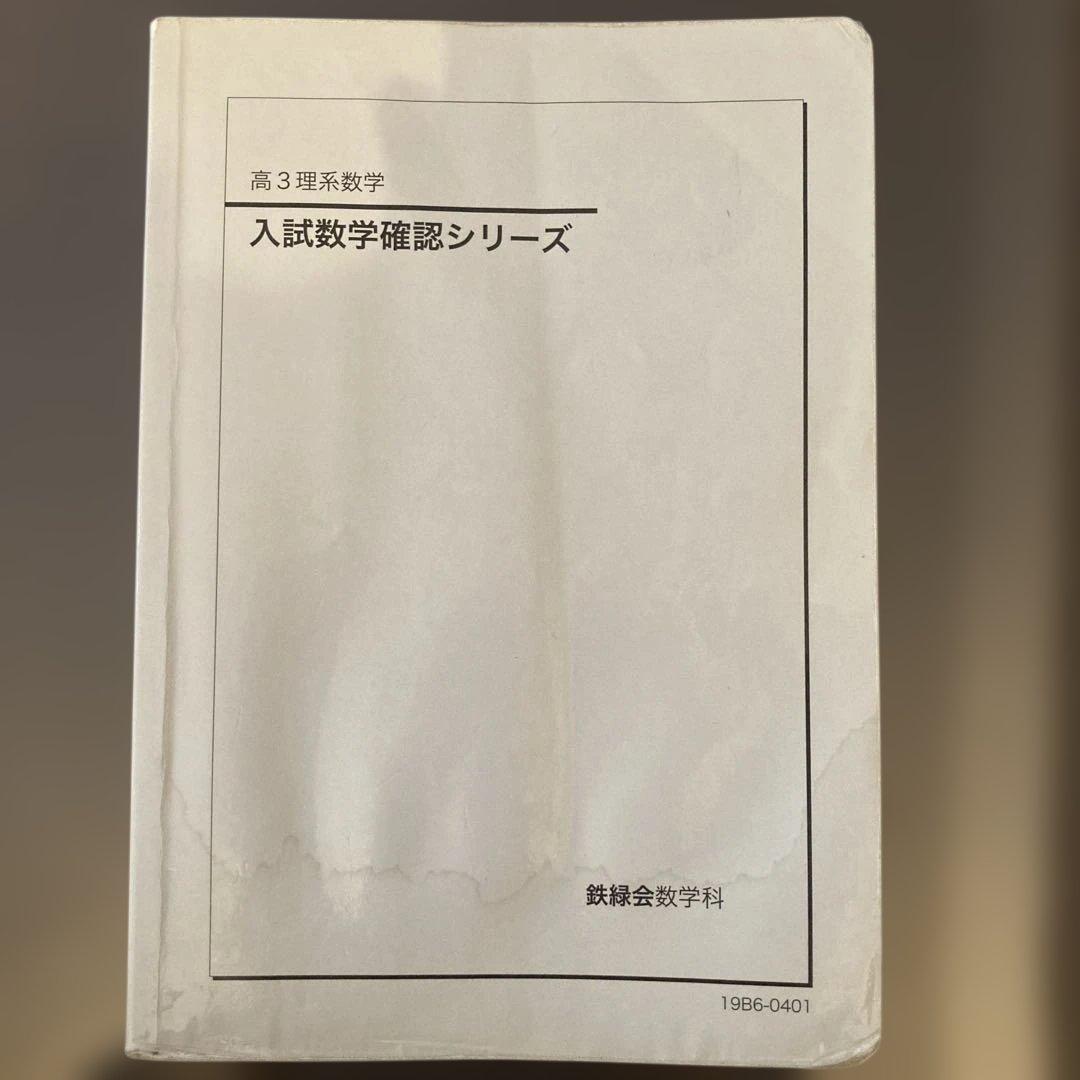 高3理系数学
入試数学確認シリーズ
鉄緑会数学科
19B6-0401